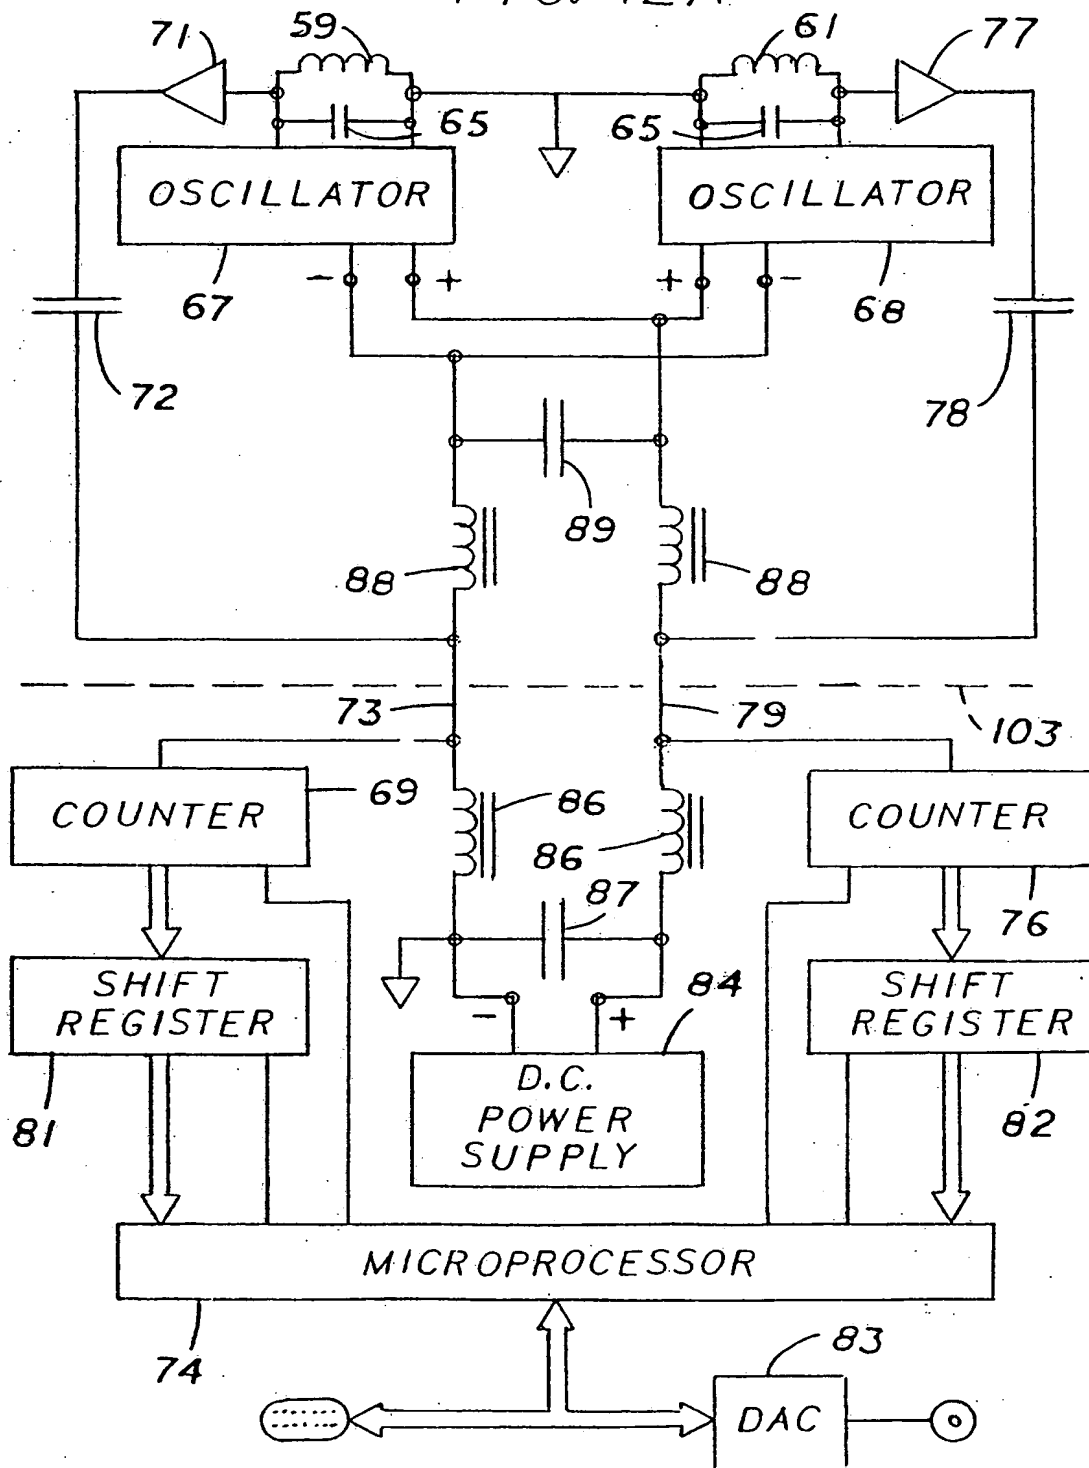 FIG. 12A
71
59
61
77
65
65
OSCILLATOR
OSCILLATOR
- +
+ -
67
68
72
78
89
88
88
73
79
103
COUNTER
69
86
COUNTER
86
87
76
SHIFT
REGISTER
84
SHIFT
REGISTER
- +
81
D.C.
POWER
SUPPLY
82
MICROPROCESSOR
74
83
DAC